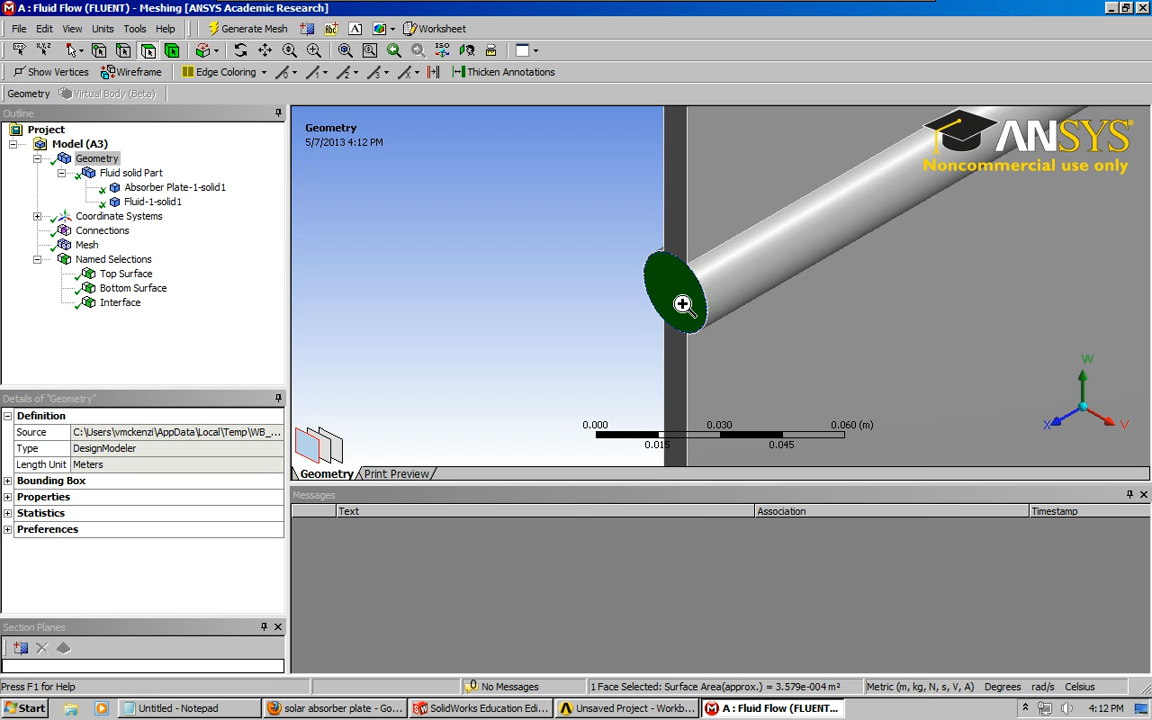 A : Fluid Flow (FLUENT) - Meshing [ANSYS Academic Research]
File Edit View Units Tools Help Generate Mesh abc A Worksheet
ISO
Show Vertices Wireframe Edge Coloring Thicken Annotations
Geometry Virtual Body (Beta)
Outline
Project
Model (A3)
Geometry
Fluid solid Part
Absorber Plate-1-solid1
Fluid-1-solid1
Coordinate Systems
Connections
Mesh
Named Selections
Top Surface
Bottom Surface
Interface
Geometry
5/7/2013 4:12 PM
ANSYS
Noncommercial use only
W
X
V
0.000 0.030 0.060 (m)
0.015 0.045
Geometry Print Preview
Details of "Geometry"
Definition
Source C:\Users\vmckenzi\AppData\Local\Temp\WB_...
Type DesignModeler
Length Unit Meters
Bounding Box
Properties
Statistics
Preferences
Messages
Text Association Timestamp
Section Planes
Press F1 for Help No Messages 1 Face Selected: Surface Area(approx.) = 3.579e-004 m² Metric (m, kg, N, s, V, A) Degrees rad/s Celsius
Start Untitled - Notepad solar absorber plate - Go... SolidWorks Education Edi... Unsaved Project - Workb... A : Fluid Flow (FLUENT... 4:12 PM